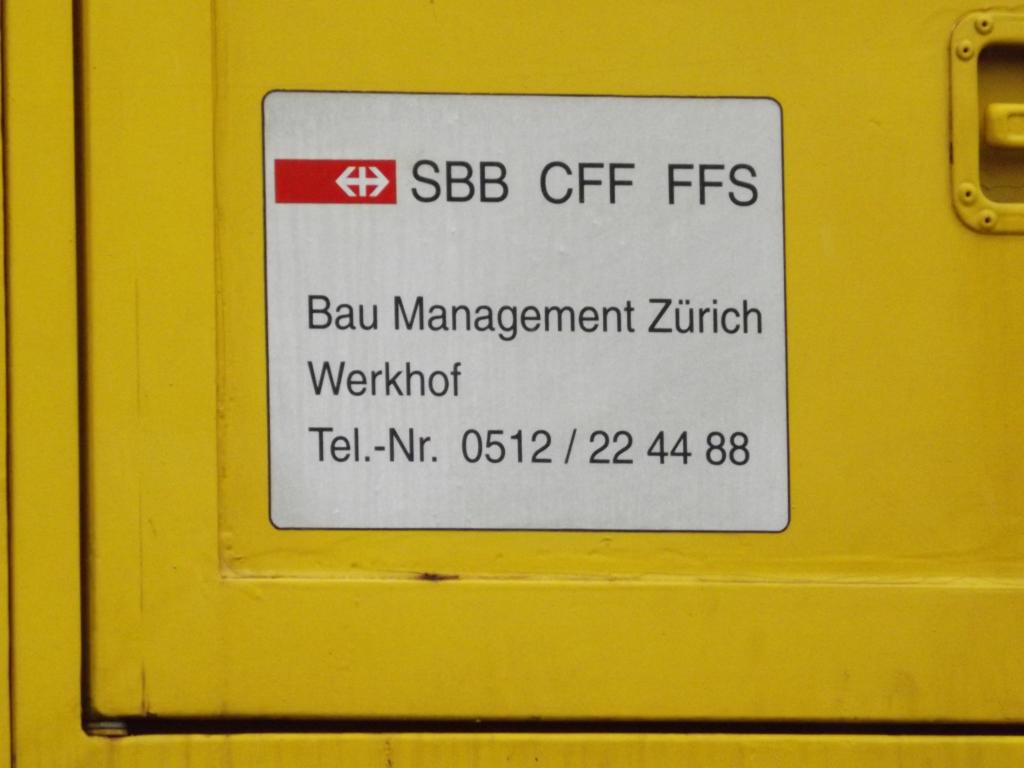 SBB CFF FFS
Bau Management Zürich
Werkhof
Tel.-Nr. 0512 / 22 44 88